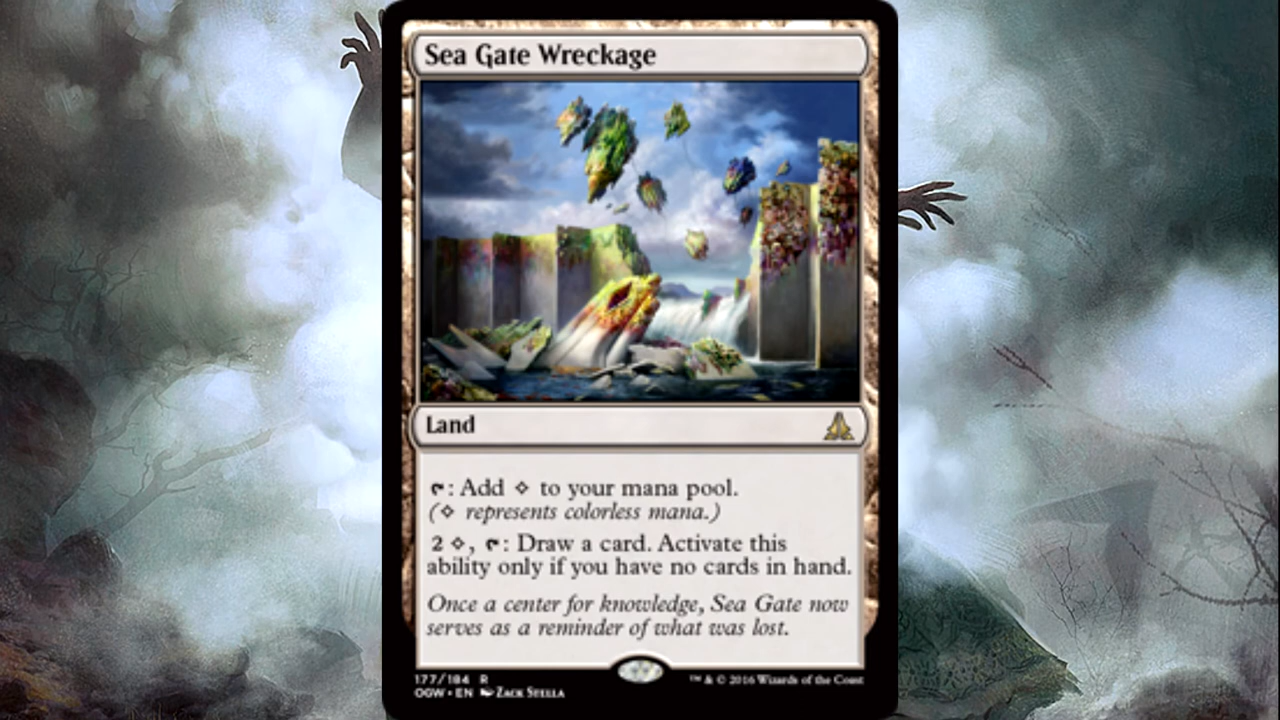 Sea Gate Wreckage
Land
: Add to your mana pool.
( represents colorless mana.)
2 , : Draw a card. Activate this
ability only if you have no cards in hand.
Once a center for knowledge, Sea Gate now
serves as a reminder of what was lost.
177/184 R
OGW • EN Zack Stella
™ & © 2016 Wizards of the Coast